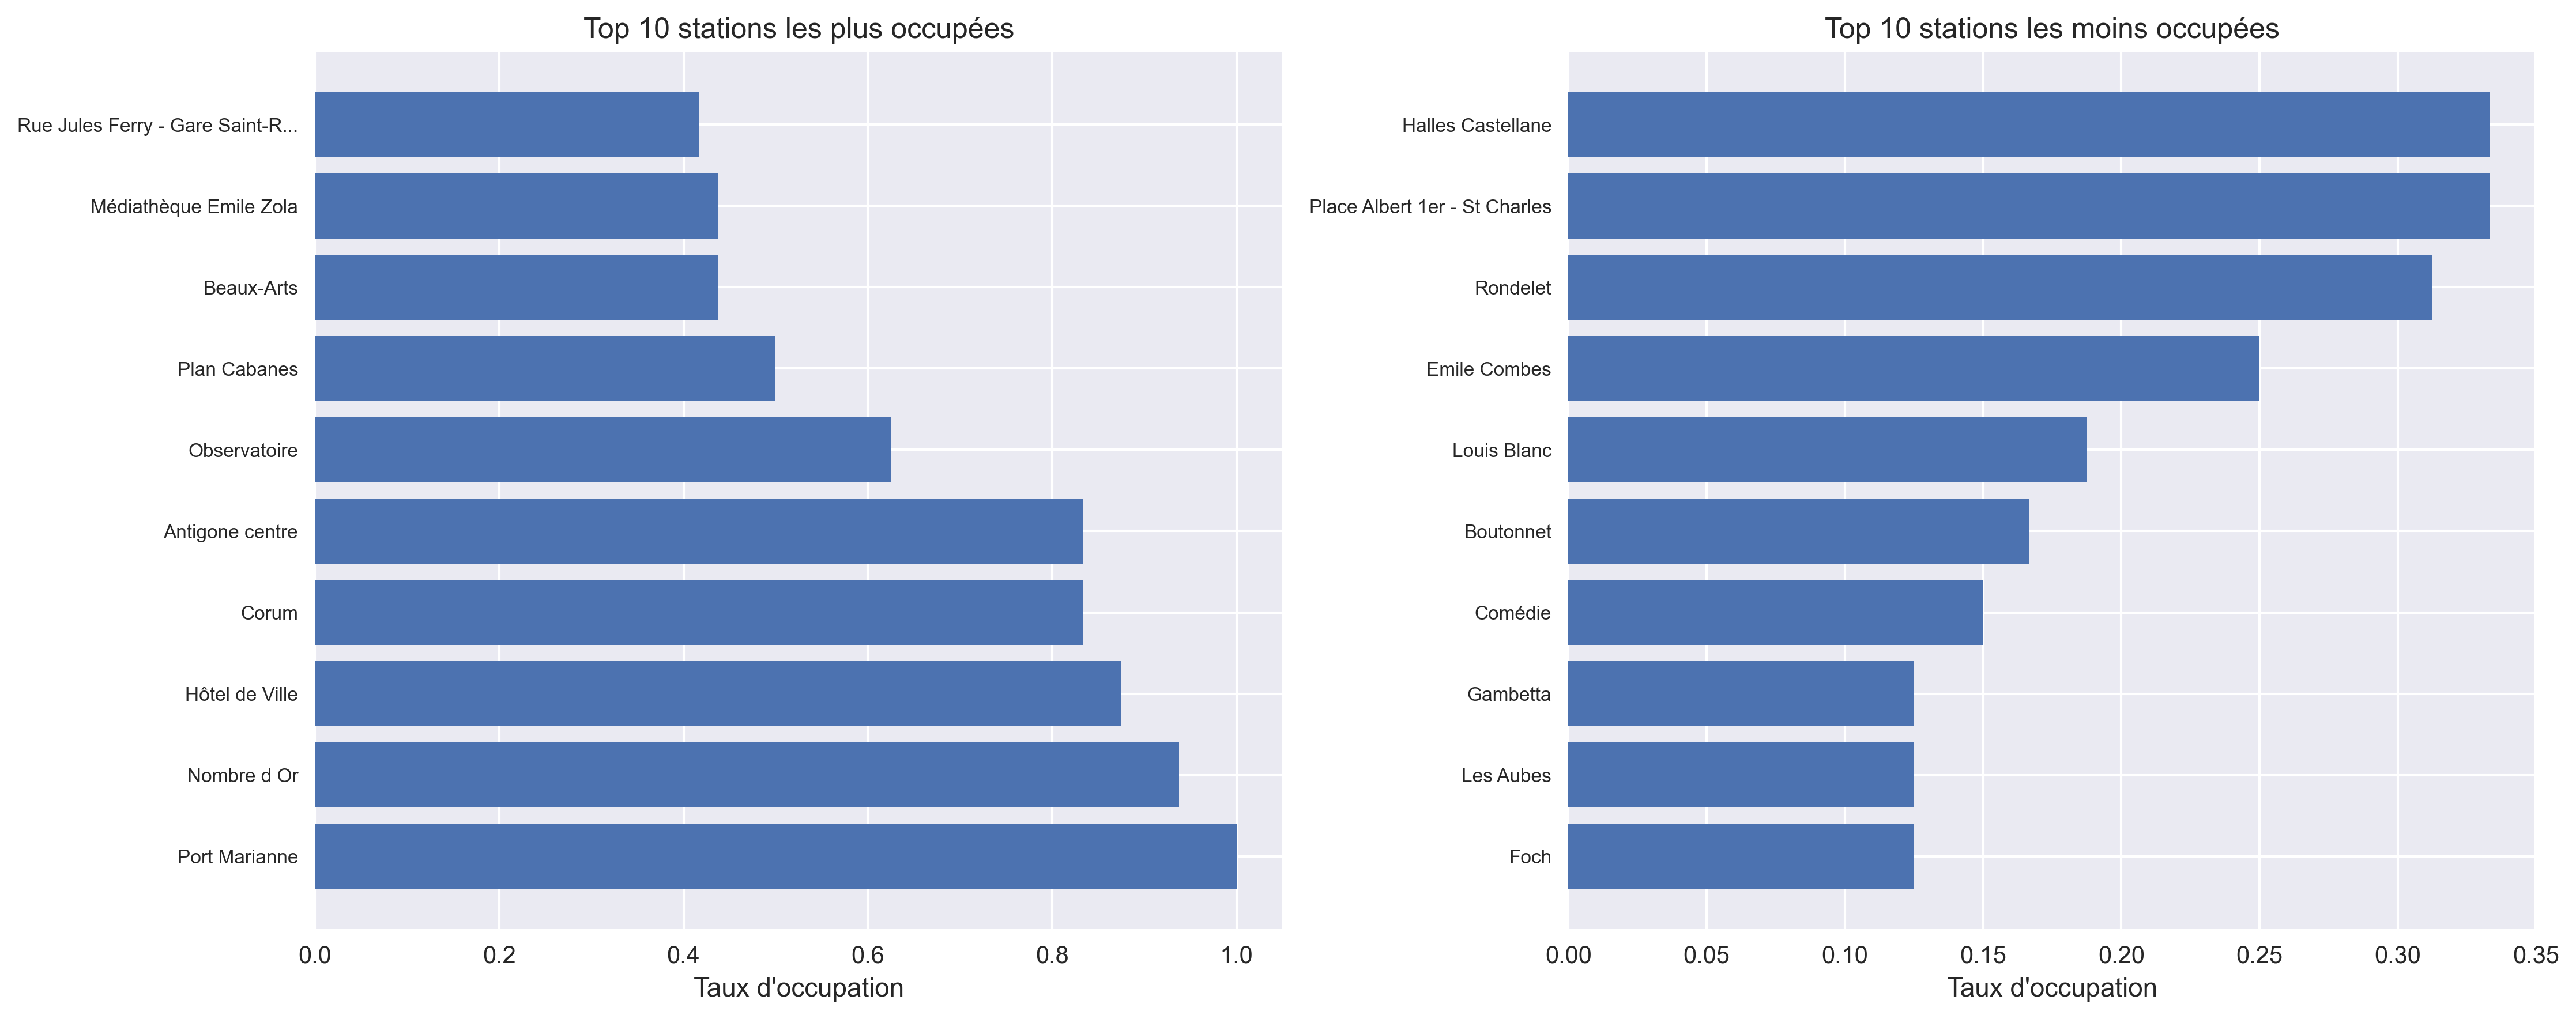 Top 10 stations les plus occupées
Rue Jules Ferry - Gare Saint-R...
Médiathèque Emile Zola
Beaux-Arts
Plan Cabanes
Observatoire
Antigone centre
Corum
Hôtel de Ville
Nombre d Or
Port Marianne
0.0 0.2 0.4 0.6 0.8 1.0
Taux d'occupation
Top 10 stations les moins occupées
Halles Castellane
Place Albert 1er - St Charles
Rondelet
Emile Combes
Louis Blanc
Boutonnet
Comédie
Gambetta
Les Aubes
Foch
0.00 0.05 0.10 0.15 0.20 0.25 0.30 0.35
Taux d'occupation